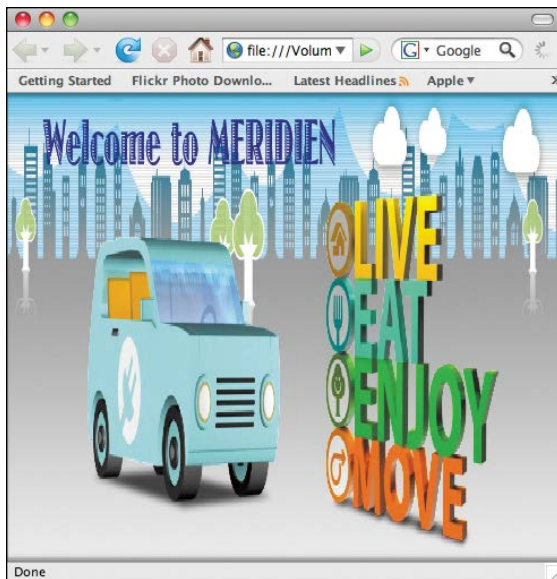 file:///Volum
Google
Getting Started Flickr Photo Downlo... Latest Headlines Apple
Welcome to MERIDIEN
LIVE
EAT
ENJOY
MOVE
Done